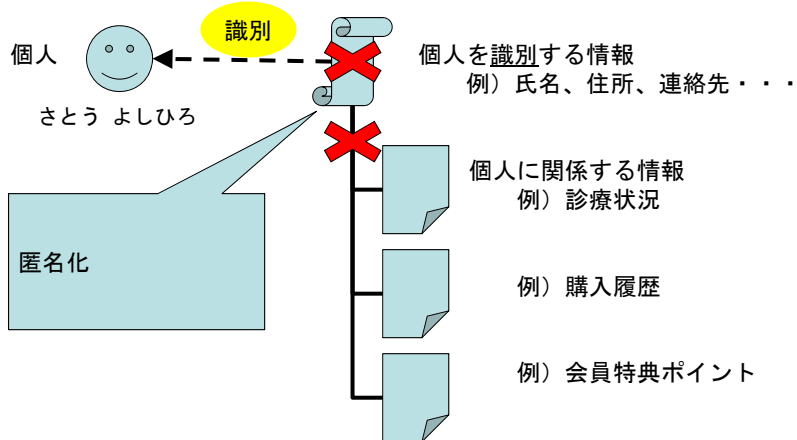 識別
個人
さとう よしひろ
個人を識別する情報
例）氏名、住所、連絡先・・・
個人に関係する情報
例）診療状況
匿名化
例）購入履歴
例）会員特典ポイント